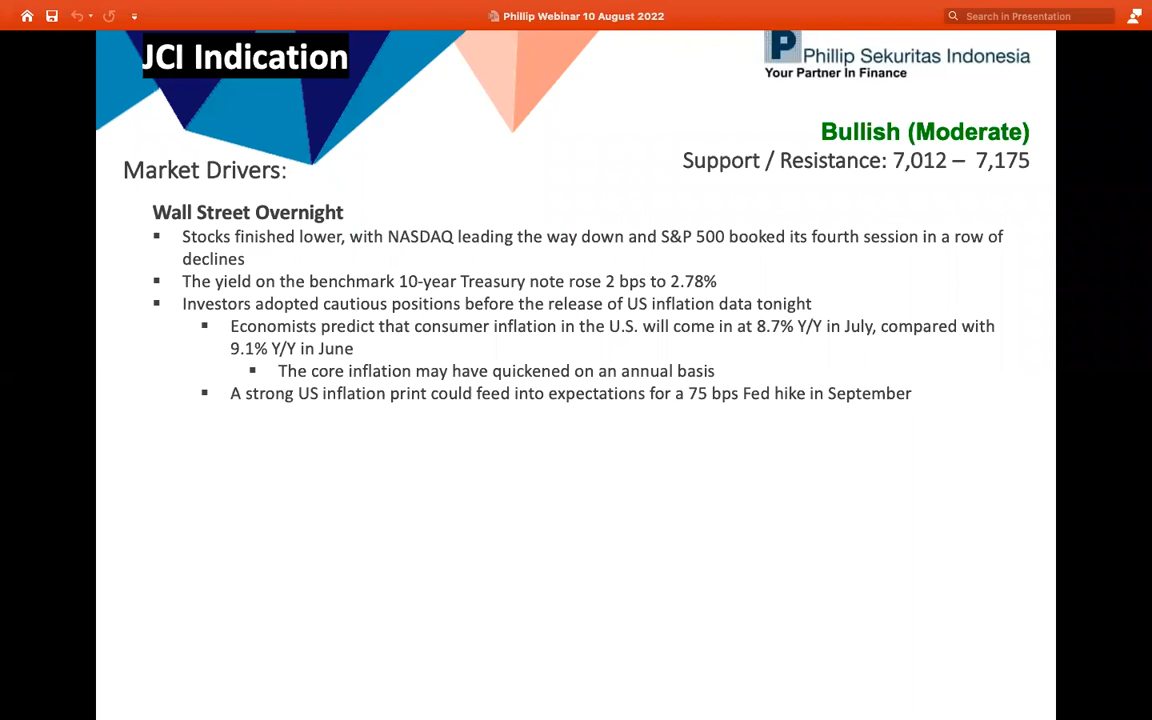 Phillip Webinar 10 August 2022
Search in Presentation
JCI Indication
P Phillip Sekuritas Indonesia
Your Partner In Finance
Bullish (Moderate)
Support / Resistance: 7,012 – 7,175
Market Drivers:
Wall Street Overnight
▪ Stocks finished lower, with NASDAQ leading the way down and S&P 500 booked its fourth session in a row of
declines
▪ The yield on the benchmark 10-year Treasury note rose 2 bps to 2.78%
▪ Investors adopted cautious positions before the release of US inflation data tonight
▪ Economists predict that consumer inflation in the U.S. will come in at 8.7% Y/Y in July, compared with
9.1% Y/Y in June
▪ The core inflation may have quickened on an annual basis
▪ A strong US inflation print could feed into expectations for a 75 bps Fed hike in September